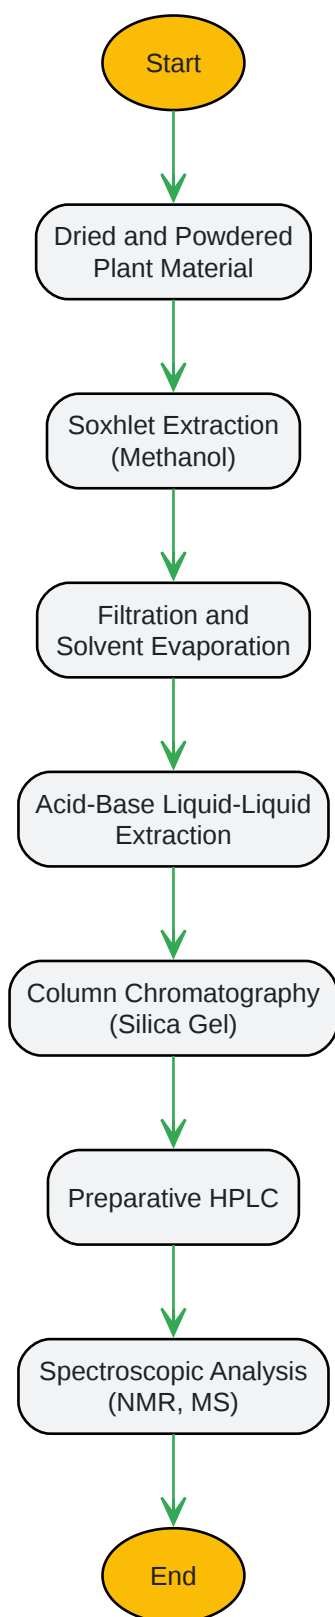 Start
Dried and Powdered
Plant Material
Soxhlet Extraction
(Methanol)
Filtration and
Solvent Evaporation
Acid-Base Liquid-Liquid
Extraction
Column Chromatography
(Silica Gel)
Preparative HPLC
Spectroscopic Analysis
(NMR, MS)
End